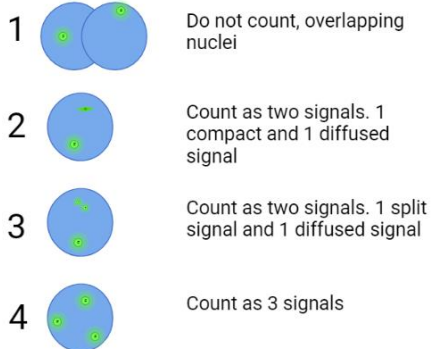 1
Do not count, overlapping
nuclei
2
Count as two signals. 1
compact and 1 diffused
signal
3
Count as two signals. 1 split
signal and 1 diffused signal
4
Count as 3 signals